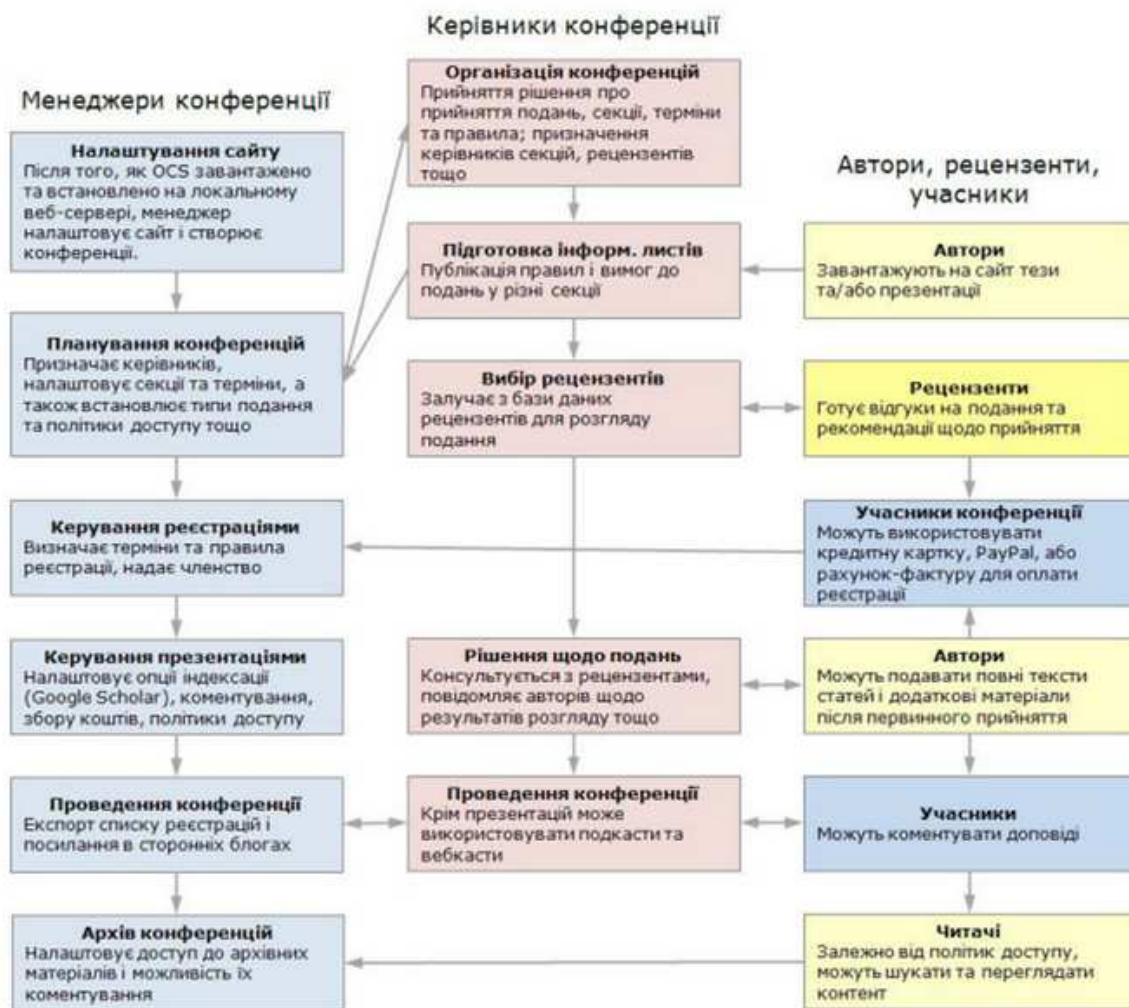 Керівники конференції
Менеджери конференції
Автори, рецензенти,
учасники
Налаштування сайту
Після того, як OCS завантажено
та встановлено на локальному
веб-сервері, менеджер
налаштовує сайт і створює
конференції.
Планування конференцій
Призначає керівників,
налаштовує секції та терміни, а
також встановлює типи подання
та політики доступу тощо
Керування реєстраціями
Визначає терміни та правила
реєстрації, надає членство
Керування презентаціями
Налаштовує опції індексації
(Google Scholar), коментування,
збору коштів, політики доступу
Проведення конференції
Експорт списку реєстрацій і
посилання в сторонніх блогах
Архів конференцій
Налаштовує доступ до архівних
матеріалів і можливість їх
коментування
Організація конференцій
Прийняття рішення про
прийняття подань, секції, терміни
та правила; призначення
керівників секцій, рецензентів
тощо
Підготовка інформ. листів
Публікація правил і вимог до
подань у різні секції
Вибір рецензентів
Залучає з бази даних
рецензентів для розгляду
подання
Рішення щодо подань
Консультується з рецензентами,
повідомляє авторів щодо
результатів розгляду тощо
Проведення конференції
Крім презентацій може
використовувати подкасти та
вебкасти
Автори
Завантажують на сайт тези
та/або презентації
Рецензенти
Готує відгуки на подання та
рекомендації щодо прийняття
Учасники конференції
Можуть використовувати
кредитну картку, PayPal, або
рахунок-фактуру для оплати
реєстрації
Автори
Можуть подавати повні тексти
статей і додаткові матеріали
після первинного прийняття
Учасники
Можуть коментувати доповіді
Читачі
Залежно від політик доступу,
можуть шукати та переглядати
контент